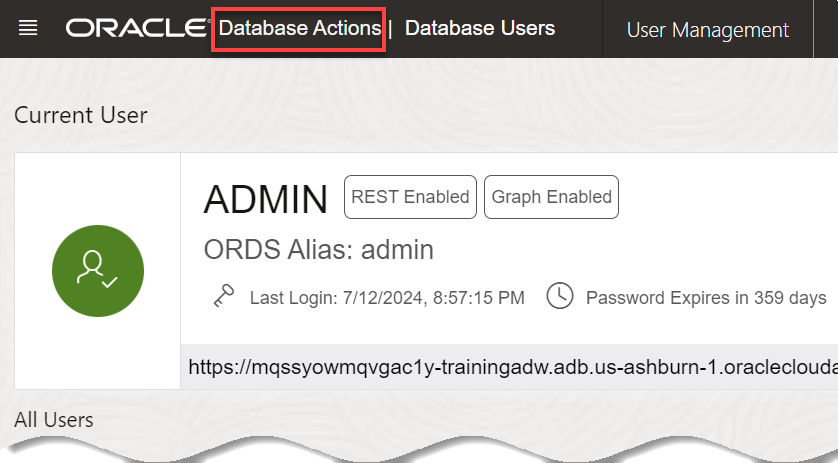 ORACLE Database Actions | Database Users User Management
Current User
ADMIN REST Enabled Graph Enabled
ORDS Alias: admin
Last Login: 7/12/2024, 8:57:15 PM Password Expires in 359 days
https://mqssyowmqvgac1y-trainingadw.adb.us-ashburn-1.oracleclouda
All Users